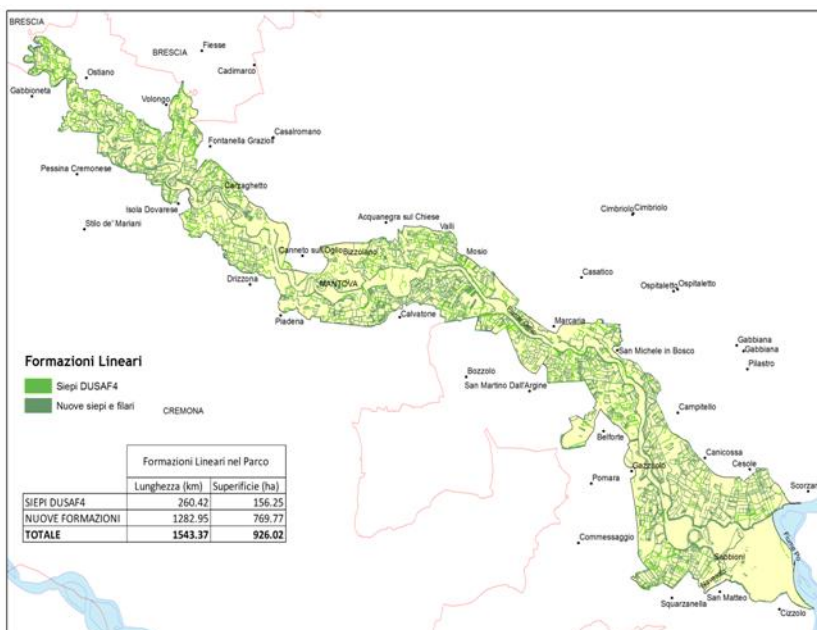 BRESCIA
BRESCIA
Fiesse
Cadimarco
Ostiano
Gabbioneta
Volongo
Fontanella Grazioli
Casalromano
Pessina Cremonese
Carzaghetto
Isola Dovarese
Stilo de' Mariani
Acquanegra sul Chiese
Cimbriolo Cimbriolo
Valli
Canneto sull'Oglio
Bizzolano
Mosio
Casatico
Drizzona
MANTOVA
Ospitaletto Ospitaletto
Piadena
Calvatone
Marcaria
Gabbiana
Gabbiana
San Michele in Bosco
Pilastro
Formazioni Lineari
Siepi DUSAF4
Nuove siepi e filari
Bozzolo
San Martino Dall'Argine
CREMONA
Campitello
Belforte
Canicossa
Gazzuolo
Cesole
Pomara
Scorzar
Formazioni Lineari nel Parco
Lunghezza (km) Superficie (ha)
SIEPI DUSAF4 260.42 156.25
NUOVE FORMAZIONI 1282.95 769.77
TOTALE 1543.37 926.02
Commessaggio
Fiume Po
Sabbioni
Squarzanella
San Matteo
Cizzolo